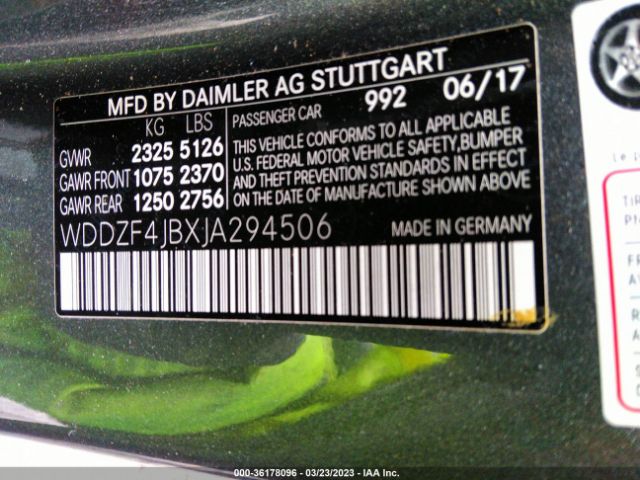 MFD BY DAIMLER AG STUTTGART
KG LBS
GVWR 2325 5126
GAWR FRONT 1075 2370
GAWR REAR 1250 2756
PASSENGER CAR 992 06/17
THIS VEHICLE CONFORMS TO ALL APPLICABLE
U.S. FEDERAL MOTOR VEHICLE SAFETY,BUMPER
AND THEFT PREVENTION STANDARDS IN EFFECT
ON THE DATE OF MANUFACTURE SHOWN ABOVE
WDDZF4JBXJA294506 MADE IN GERMANY
000-36178096 — 03/23/2023 — IAA Inc.